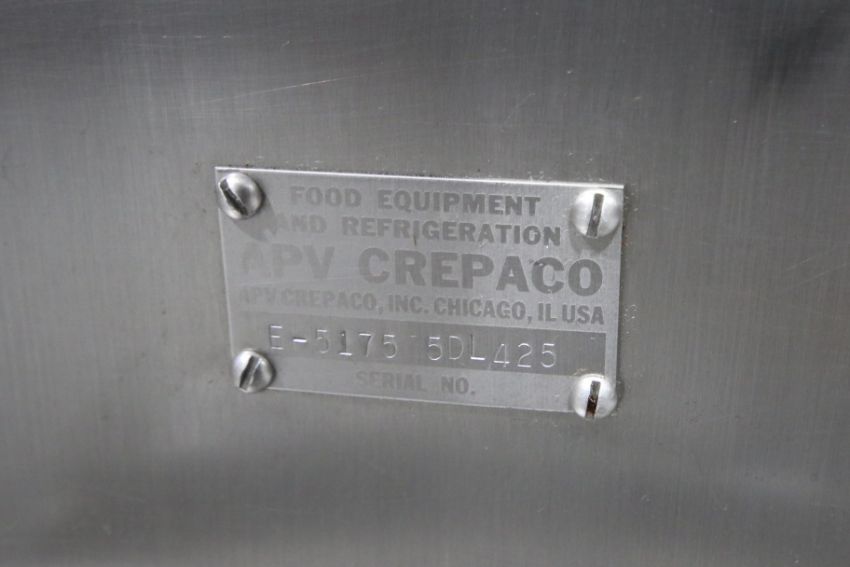 FOOD EQUIPMENT
AND REFRIGERATION
APV CREPACO
APV CREPACO, INC. CHICAGO, IL USA
E-5175 5DL425
SERIAL NO.